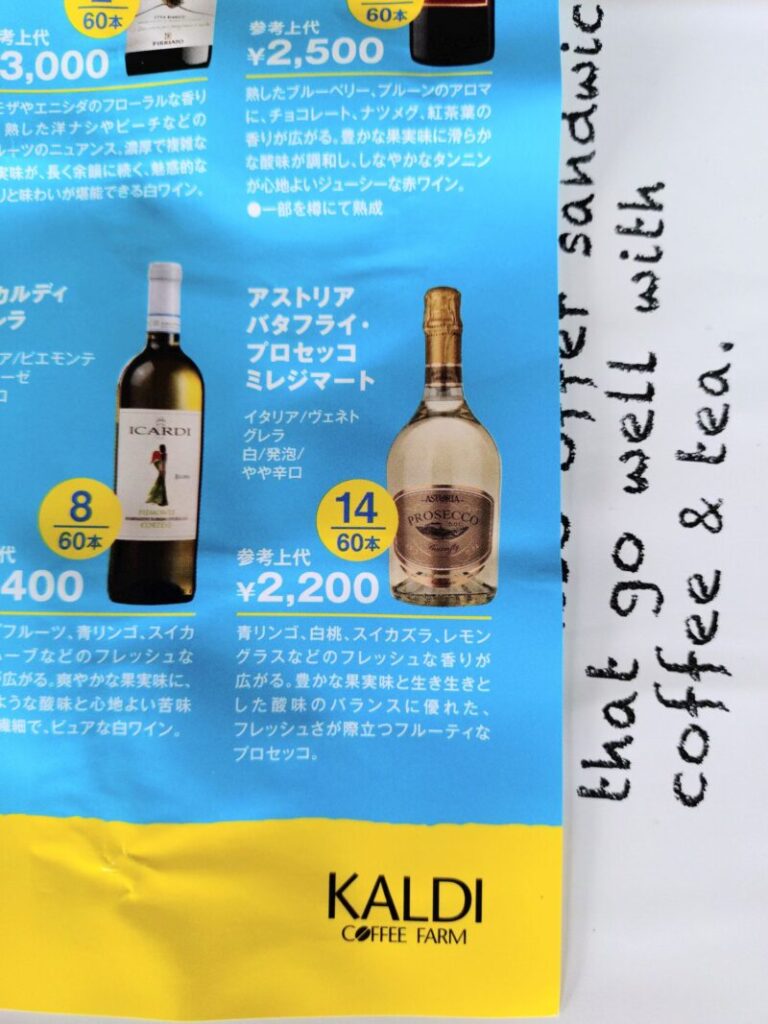 60本
参考上代
3,000
モザやエニシダのフローラルな香り
熟した洋ナシやピーチなどの
ルーツのニュアンス。濃厚で複雑な
実味が、長く余韻に続く、魅惑的な
りと味わいが堪能できる白ワイン。
FIRRIATO
60本
参考上代
¥2,500
熟したブルーベリー、プルーンのアロマ
に、チョコレート、ナツメグ、紅茶葉の
香りが広がる。豊かな果実味に滑らか
な酸味が調和し、しなやかなタンニン
が心地よいジューシーな赤ワイン。
●一部を樽にて熟成
カルディ
ラ
ア/ピエモンテ
ーゼ
ロ
ICARDI
PIEMONTE
CORTESE
8
60本
代
400
フルーツ、青リンゴ、スイカ
ハーブなどのフレッシュな
広がる。爽やかな果実味に、
ような酸味と心地よい苦味
繊細で、ピュアな白ワイン。
アストリア
バタフライ・
プロセッコ
ミレジマート
イタリア/ヴェネト
グレラ
白/発泡/
やや辛口
ASTORIA
PROSECCO
DOC
Butterfly
14
60本
参考上代
¥2,200
青リンゴ、白桃、スイカズラ、レモン
グラスなどのフレッシュな香りが
広がる。豊かな果実味と生き生きと
した酸味のバランスに優れた、
フレッシュさが際立つフルーティな
プロセッコ。
KALDI
COFFEE FARM
offer sandwic
that go well with
coffee & tea.